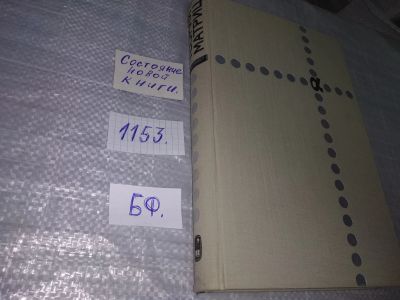 Состояние
новой
книги.
1153.
БФ.
МАТРИЦ